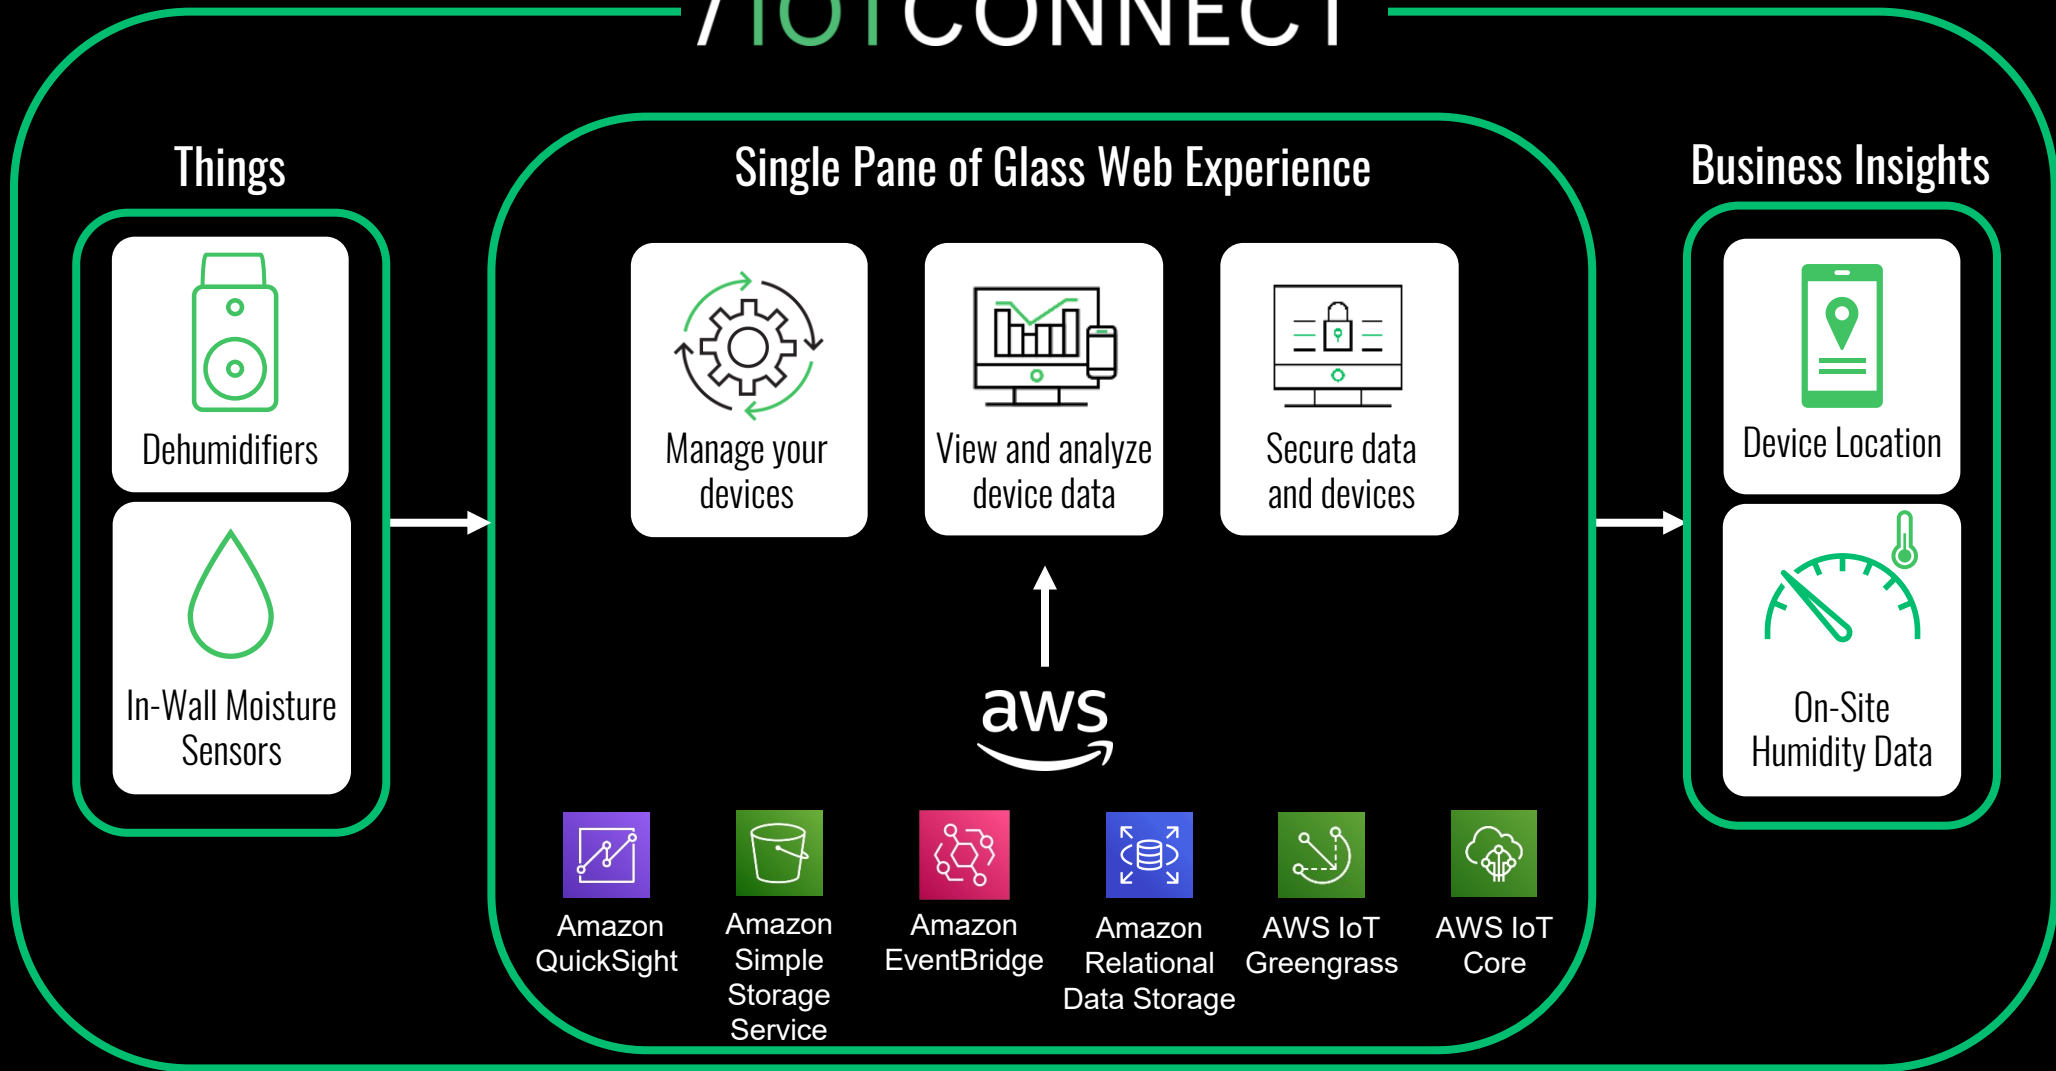 /IOTCONNECT
Things
Dehumidifiers
In-Wall Moisture
Sensors
Single Pane of Glass Web Experience
Manage your
devices
View and analyze
device data
Secure data
and devices
aws
Amazon
QuickSight
Amazon
Simple
Storage
Service
Amazon
EventBridge
Amazon
Relational
Data Storage
AWS IoT
Greengrass
AWS IoT
Core
Business Insights
Device Location
On-Site
Humidity Data